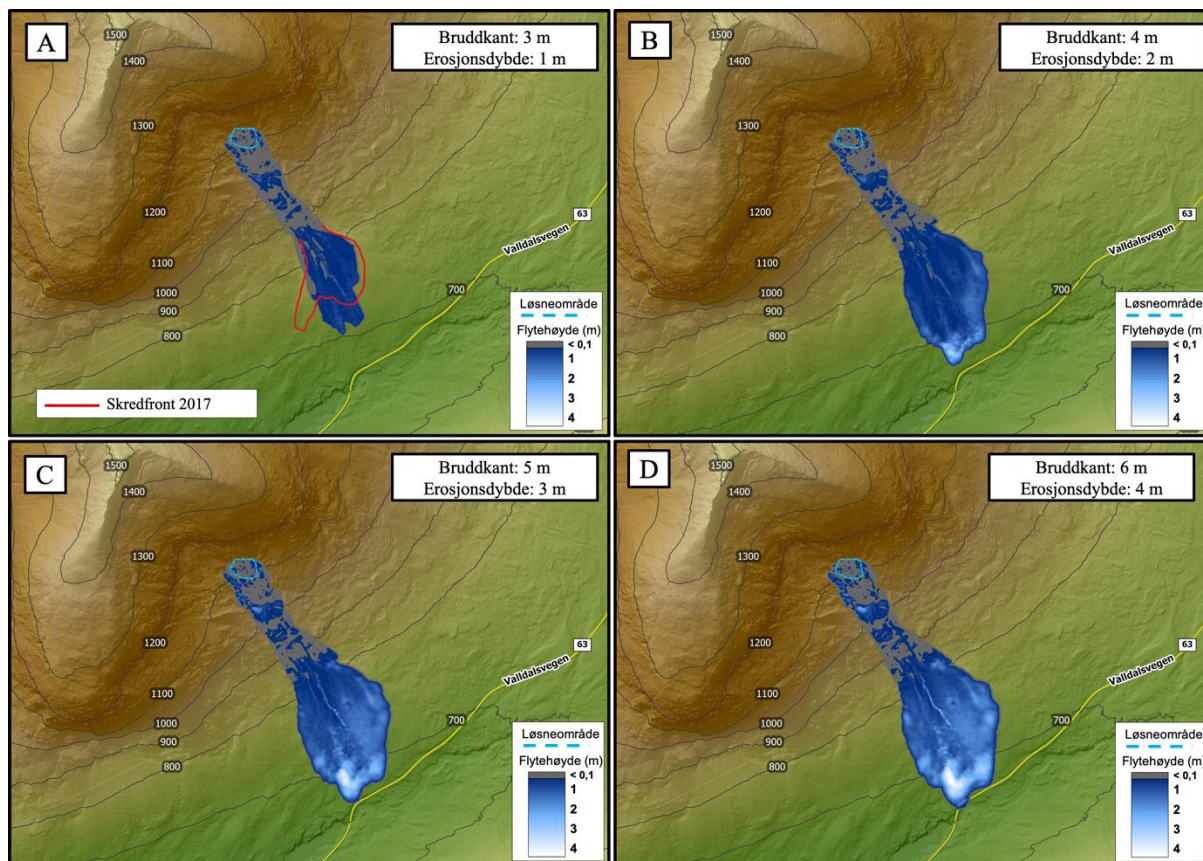 A
Bruddkant: 3 m
Erosjonsdybde: 1 m
1500
1400
1300
1200
1100
1000
900
800
700
63
Valldalsvegen
Løsneområde
Flytehøyde (m)
< 0,1
1
2
3
4
Skredfront 2017
B
Bruddkant: 4 m
Erosjonsdybde: 2 m
1500
1400
1300
1200
1100
1000
900
800
700
63
Valldalsvegen
Løsneområde
Flytehøyde (m)
< 0,1
1
2
3
4
C
Bruddkant: 5 m
Erosjonsdybde: 3 m
1500
1400
1300
1200
1100
1000
900
800
700
63
Valldalsvegen
Løsneområde
Flytehøyde (m)
< 0,1
1
2
3
4
D
Bruddkant: 6 m
Erosjonsdybde: 4 m
1500
1400
1300
1200
1100
1000
900
800
700
63
Valldalsvegen
Løsneområde
Flytehøyde (m)
< 0,1
1
2
3
4